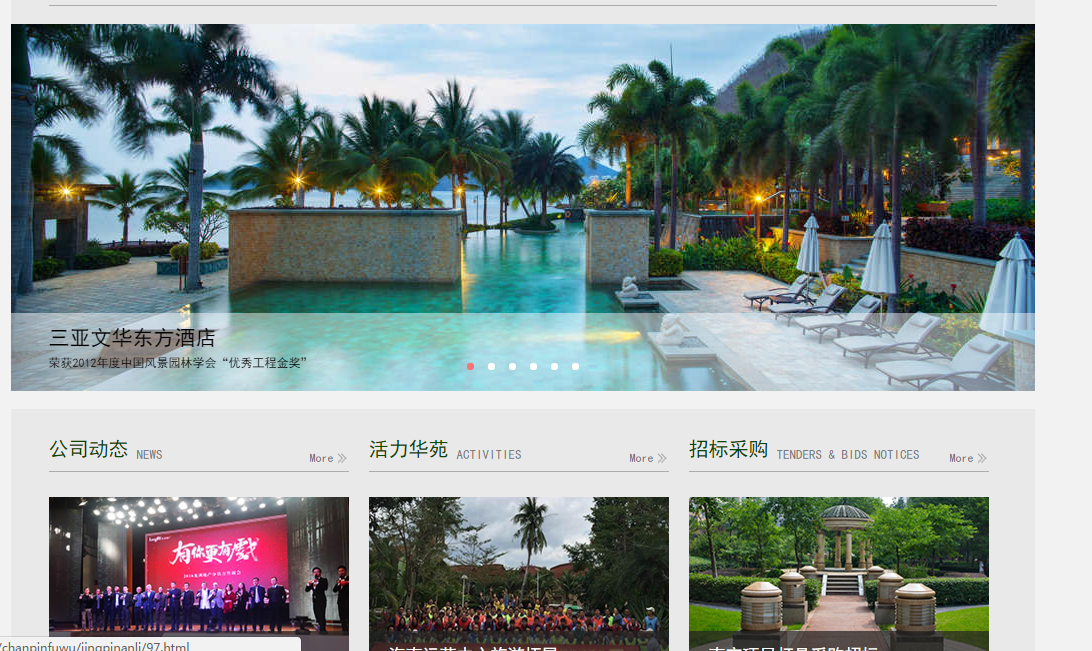 三亚文华东方酒店
荣获2012年度中国风景园林学会“优秀工程金奖”
公司动态 NEWS More
活力华苑 ACTIVITIES More
招标采购 TENDERS & BIDS NOTICES More
有你更有戏
/chanpinfuwu/jingpinanli/97.html